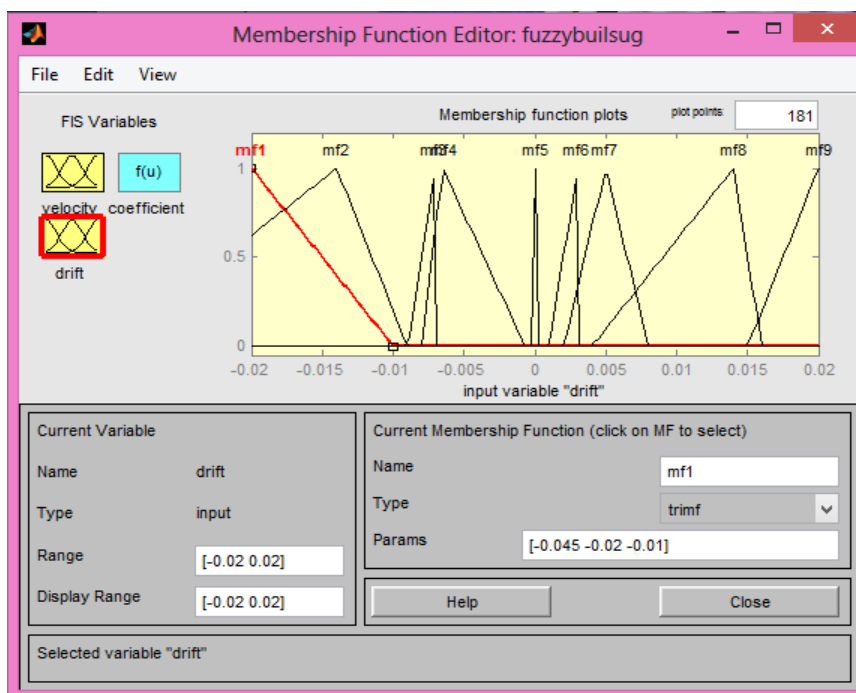 Membership Function Editor: fuzzybuilsug
File Edit View
FIS Variables
f(u)
velocity coefficient
drift
Membership function plots
plot points:
181
mf1 mf2 mf3 mf4 mf5 mf6 mf7 mf8 mf9
1
0.5
0
-0.02 -0.015 -0.01 -0.005 0 0.005 0.01 0.015 0.02
input variable "drift"
Current Variable
Name drift
Type input
Range [-0.02 0.02]
Display Range [-0.02 0.02]
Current Membership Function (click on MF to select)
Name mf1
Type trimf
Params [-0.045 -0.02 -0.01]
Help Close
Selected variable "drift"